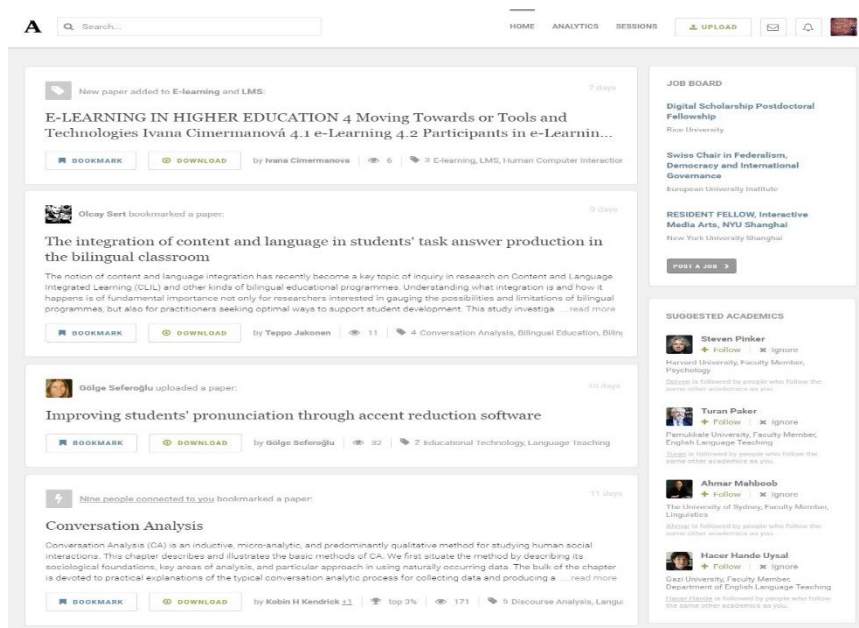 A
Search...
HOME ANALYTICS SESSIONS UPLOAD
New paper added to E-learning and LMS:
7 days
E-LEARNING IN HIGHER EDUCATION 4 Moving Towards or Tools and
Technologies Ivana Cimermanová 4.1 e-Learning 4.2 Participants in e-Learnin...
BOOKMARK DOWNLOAD by Ivana Cimermanova 6 3 E-learning, LMS, Human Computer Interaction
Olcay Sert bookmarked a paper:
9 days
The integration of content and language in students' task answer production in
the bilingual classroom
The notion of content and language integration has recently become a key topic of inquiry in research on Content and Language
Integrated Learning (CLIL) and other kinds of bilingual educational programmes. Understanding what integration is and how it
happens is of fundamental importance not only for researchers interested in gauging the possibilities and limitations of bilingual
programmes, but also for practitioners seeking optimal ways to support student development. This study investiga ... read more
BOOKMARK DOWNLOAD by Teppo Jakonen 11 4 Conversation Analysis, Bilingual Education, Biling
Gölge Seferoğlu uploaded a paper:
10 days
Improving students' pronunciation through accent reduction software
BOOKMARK DOWNLOAD by Gölge Seferoğlu 32 2 Educational Technology, Language Teaching
Nine people connected to you bookmarked a paper:
11 days
Conversation Analysis
Conversation Analysis (CA) is an inductive, micro-analytic, and predominantly qualitative method for studying human social
interactions. This chapter describes and illustrates the basic methods of CA. We first situate the method by describing its
sociological foundations, key areas of analysis, and particular approach in using naturally occurring data. The bulk of the chapter
is devoted to practical explanations of the typical conversation analytic process for collecting data and producing a ... read more
BOOKMARK DOWNLOAD by Kobin H Kendrick ±1 top 3% 171 5 Discourse Analysis, Langu
JOB BOARD
Digital Scholarship Postdoctoral
Fellowship
Rice University
Swiss Chair in Federalism,
Democracy and International
Governance
European University Institute
RESIDENT FELLOW, Interactive
Media Arts, NYU Shanghai
New York University Shanghai
POST A JOB
SUGGESTED ACADEMICS
Steven Pinker
Follow Ignore
Harvard University, Faculty Member,
Psychology
Steven is followed by people who follow the
same other academics as you.
Turan Paker
Follow Ignore
Pamukkale University, Faculty Member,
English Language Teaching
Turan is followed by people who follow the
same other academics as you.
Ahmar Mahboob
Follow Ignore
The University of Sydney, Faculty Member,
Linguistics
Ahmar is followed by people who follow the
same other academics as you.
Hacer Hande Uysal
Follow Ignore
Gazi University, Faculty Member,
Department of English Language Teaching
Hacer Hande is followed by people who follow
the same other academics as you.